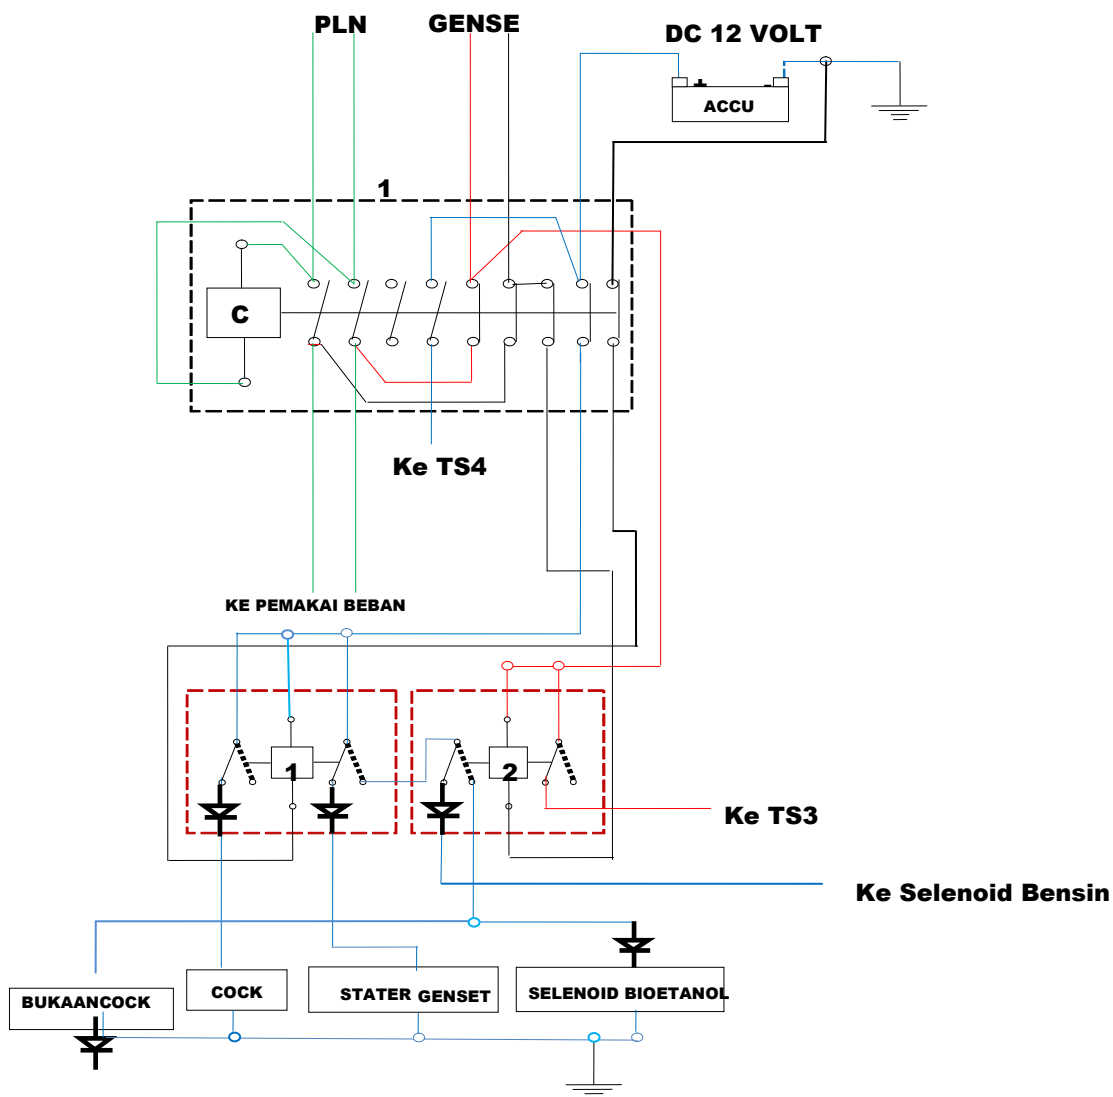 PLN
GENSE
DC 12 VOLT
+
-
ACCU
1
C
Ke TS4
KE PEMAKAI BEBAN
1
2
Ke TS3
Ke Selenoid Bensin
BUKAANCOCK
COCK
STATER GENSET
SELENOID BIOETANOL